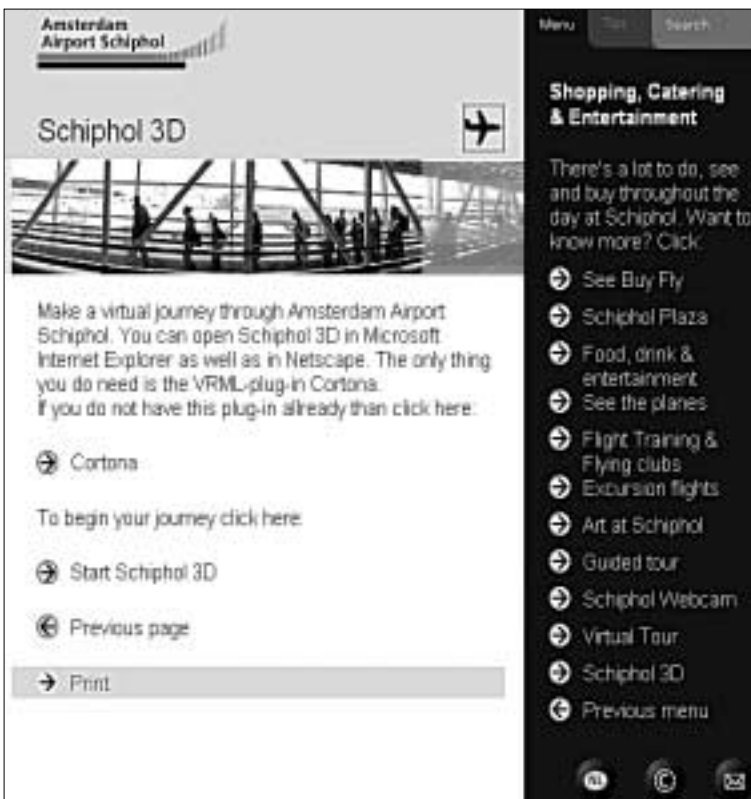 Amsterdam
Airport Schiphol
Schiphol 3D
Make a virtual journey through Amsterdam Airport
Schiphol. You can open Schiphol 3D in Microsoft
Internet Explorer as well as in Netscape. The only thing
you do need is the VRML-plug-in Cortona.
If you do not have this plug-in allready than click here:
Cortona
To begin your journey click here:
Start Schiphol 3D
Previous page
Print
Menu
Tips
Search
Shopping, Catering
& Entertainment
There's a lot to do, see
and buy throughout the
day at Schiphol. Want to
know more? Click:
See Buy Fly
Schiphol Plaza
Food, drink &
entertainment
See the planes
Flight Training &
Flying clubs
Excursion flights
Art at Schiphol
Guided tour
Schiphol Webcam
Virtual Tour
Schiphol 3D
Previous menu
NL
©